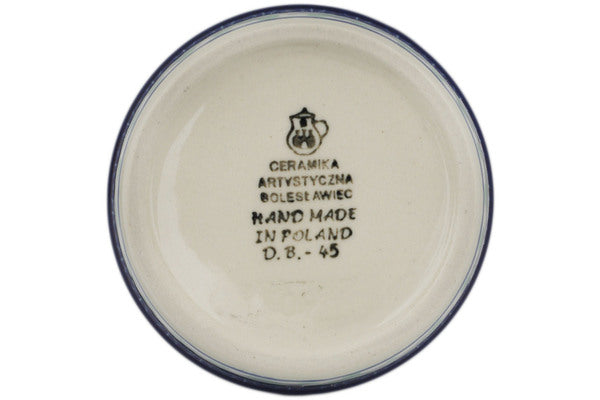 CERAMIKA
ARTYSTYCZNA
BOLESŁAWIEC
HAND MADE
IN POLAND
D.B.-45